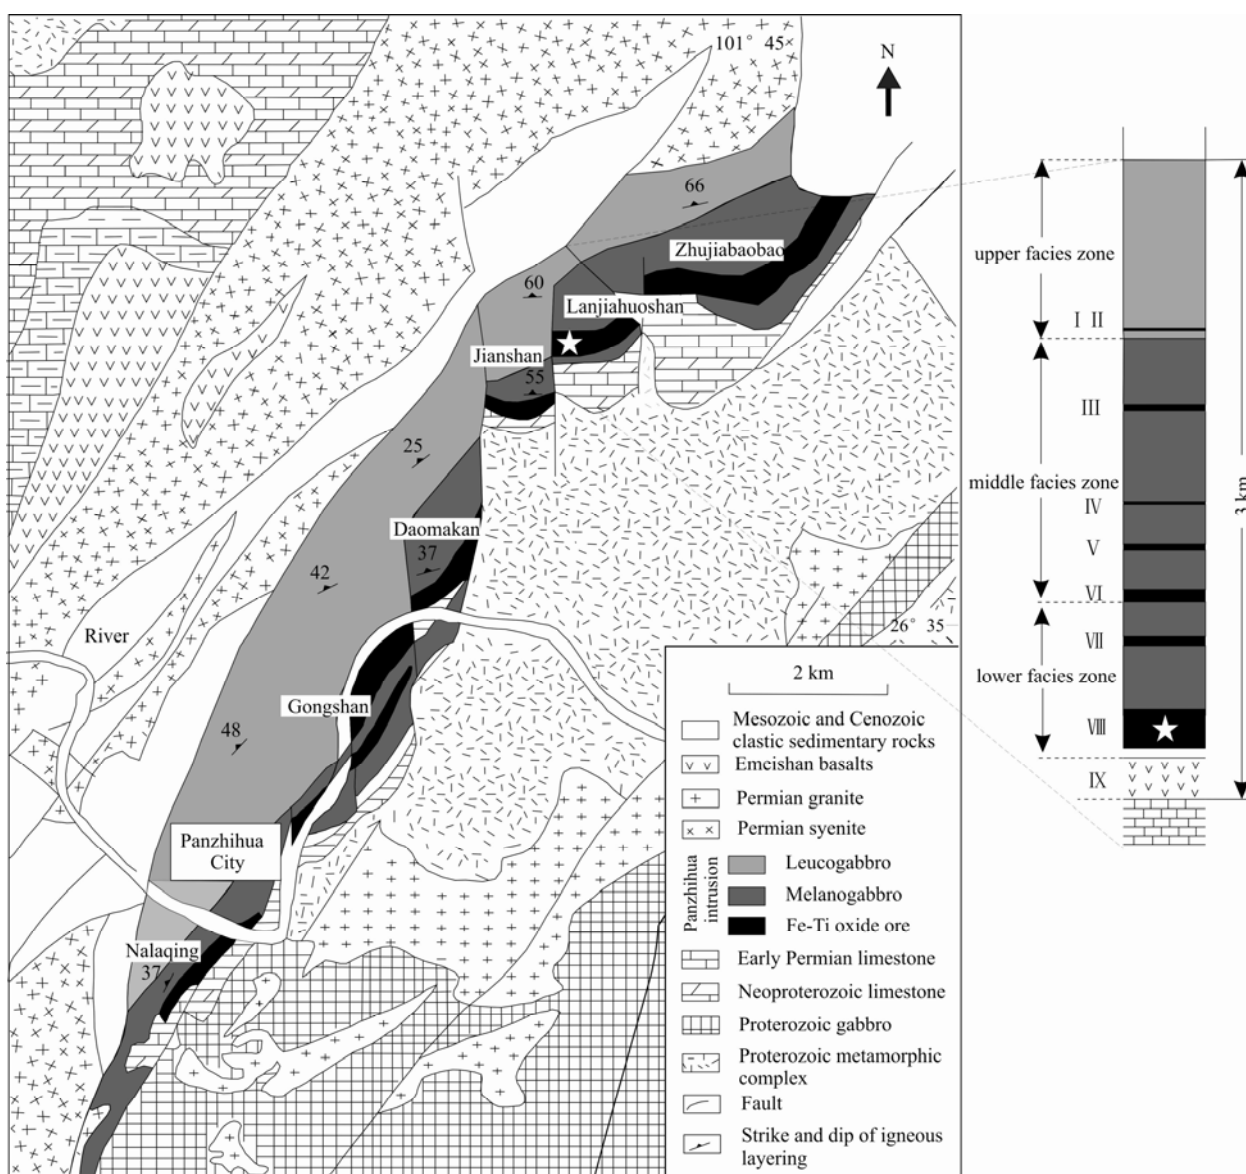 101° 45
N
66
Zhujiabaobao
60
Lanjiahuoshan
Jianshan
55
25
Daomakan
37
42
River
26° 35
Gongshan
48
Panzhihua
City
Nalaqing
37
2 km
Mesozoic and Cenozoic
clastic sedimentary rocks
Emeishan basalts
Permian granite
Permian syenite
Panzhihua
intrusion
Leucogabbro
Melanogabbro
Fe-Ti oxide ore
Early Permian limestone
Neoproterozoic limestone
Proterozoic gabbro
Proterozoic metamorphic
complex
Fault
Strike and dip of igneous
layering
upper facies zone
I II
III
middle facies zone
IV
V
VI
VII
lower facies zone
VIII
IX
3 km